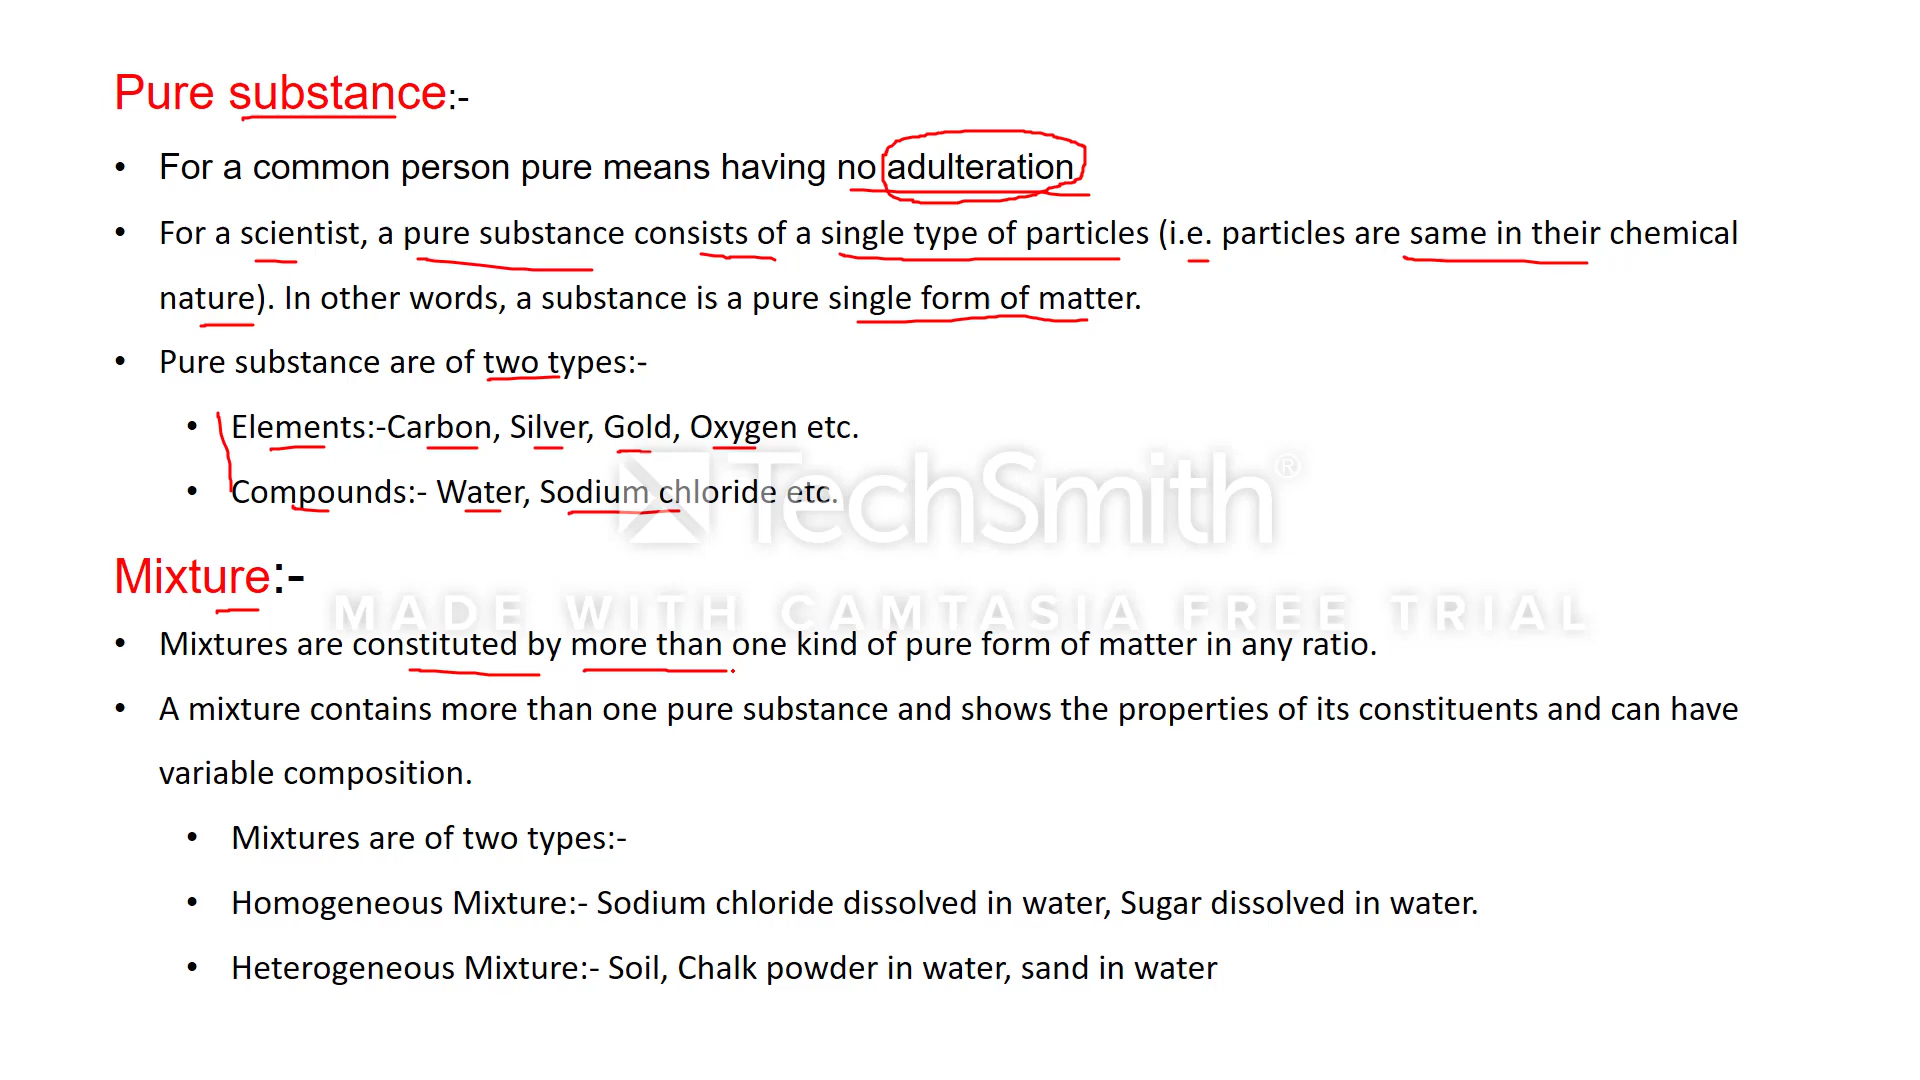 Pure substance:-
• For a common person pure means having no adulteration
• For a scientist, a pure substance consists of a single type of particles (i.e. particles are same in their chemical
nature). In other words, a substance is a pure single form of matter.
• Pure substance are of two types:-
• Elements:-Carbon, Silver, Gold, Oxygen etc.
• Compounds:- Water, Sodium chloride etc.
TechSmith®
Mixture:-
MADE WITH CAMTASIA FREE TRIAL
• Mixtures are constituted by more than one kind of pure form of matter in any ratio.
• A mixture contains more than one pure substance and shows the properties of its constituents and can have
variable composition.
• Mixtures are of two types:-
• Homogeneous Mixture:- Sodium chloride dissolved in water, Sugar dissolved in water.
• Heterogeneous Mixture:- Soil, Chalk powder in water, sand in water